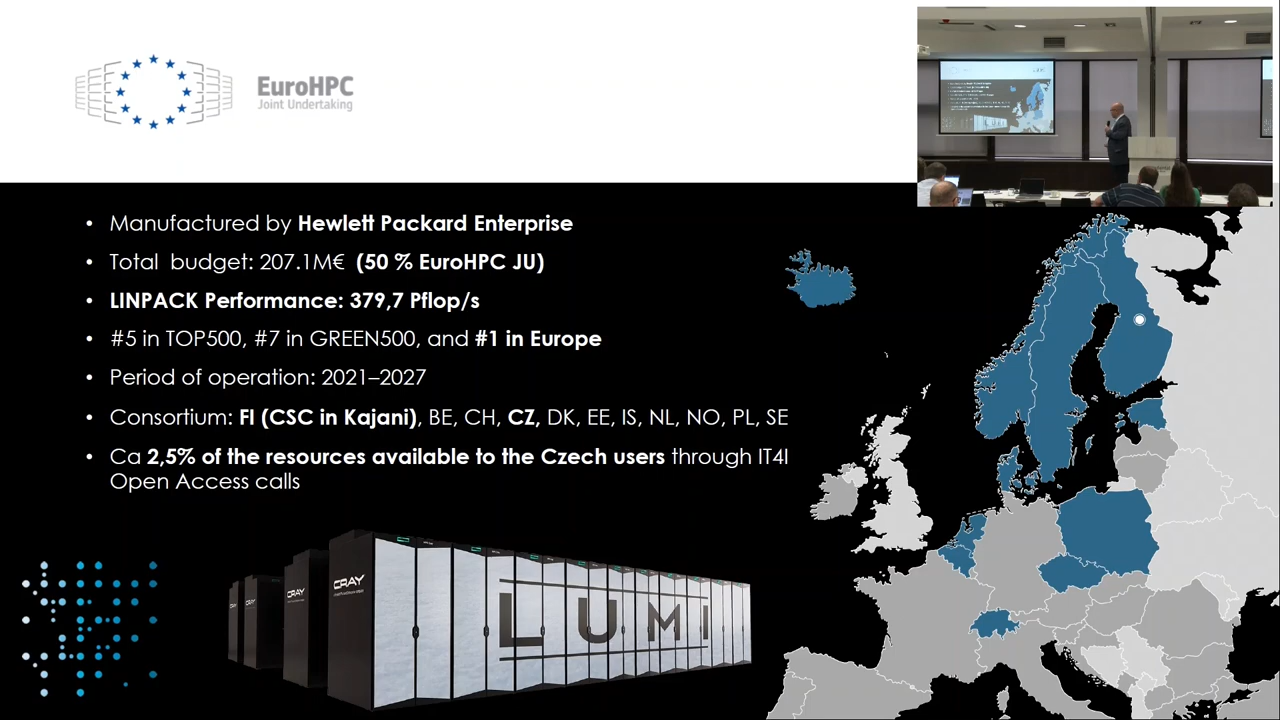 EuroHPC
Joint Undertaking
• Manufactured by Hewlett Packard Enterprise
• Total budget: 207.1M€ (50 % EuroHPC JU)
• LINPACK Performance: 379,7 Pflop/s
• #5 in TOP500, #7 in GREEN500, and #1 in Europe
• Period of operation: 2021–2027
• Consortium: FI (CSC in Kajani), BE, CH, CZ, DK, EE, IS, NL, NO, PL, SE
• Ca 2,5% of the resources available to the Czech users through IT4I
Open Access calls
CRAY
CRAY
CRAY
CRAY
LUMI